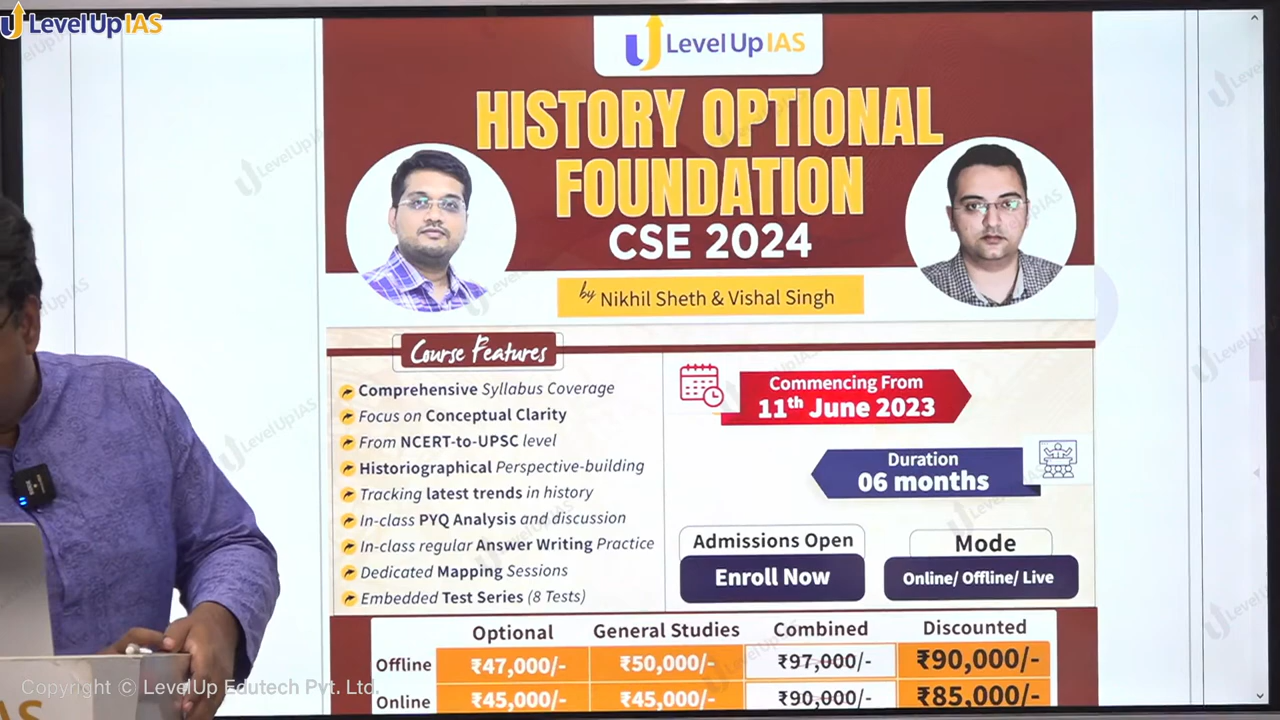 LevelUpIAS
LevelUp IAS
HISTORY OPTIONAL
FOUNDATION
CSE 2024
by Nikhil Sheth & Vishal Singh
Course Features
Comprehensive Syllabus Coverage
Focus on Conceptual Clarity
From NCERT-to-UPSC level
Historiographical Perspective-building
Tracking latest trends in history
In-class PYQ Analysis and discussion
In-class regular Answer Writing Practice
Dedicated Mapping Sessions
Embedded Test Series (8 Tests)
Commencing From
11th June 2023
Duration
06 months
Admissions Open
Enroll Now
Mode
Online/ Offline/ Live
Optional General Studies Combined Discounted
Offline ₹47,000/- ₹50,000/- ₹97,000/- ₹90,000/-
Online ₹45,000/- ₹45,000/- ₹90,000/- ₹85,000/-
Copyright © LevelUp Edutech Pvt. Ltd.
AS